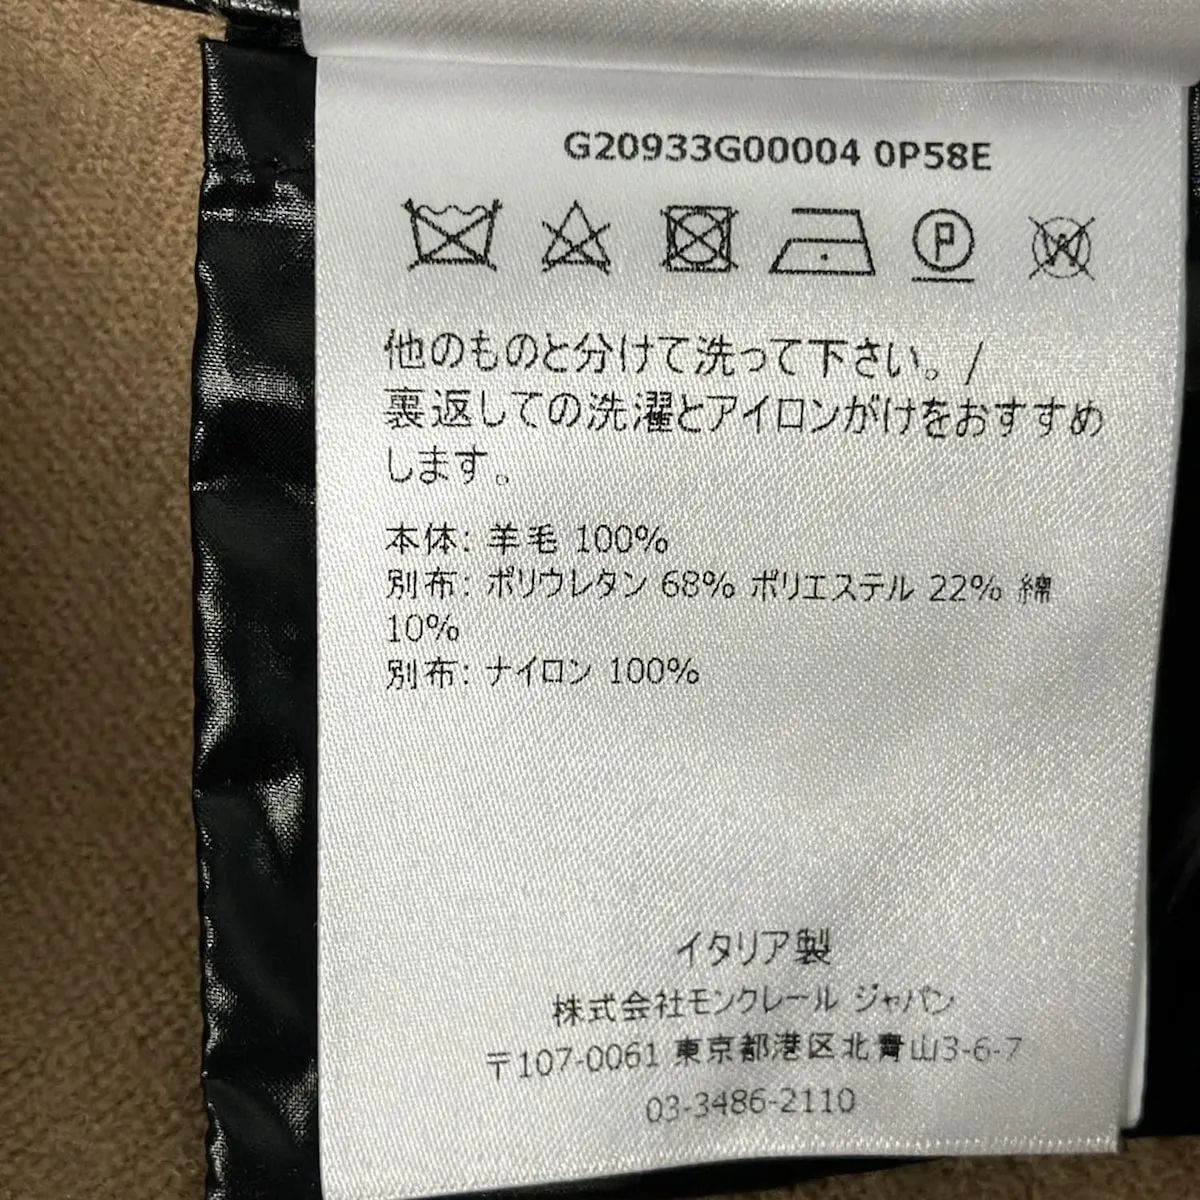 G20933G00004 0P58E
P
W
他のものと分けて洗って下さい。/
裏返しての洗濯とアイロンがけをおすすめ
します。
本体: 羊毛 100%
別布: ポリウレタン 68% ポリエステル 22% 綿
10%
別布: ナイロン 100%
イタリア製
株式会社モンクレール ジャパン
〒107-0061 東京都港区北青山3-6-7
03-3486-2110